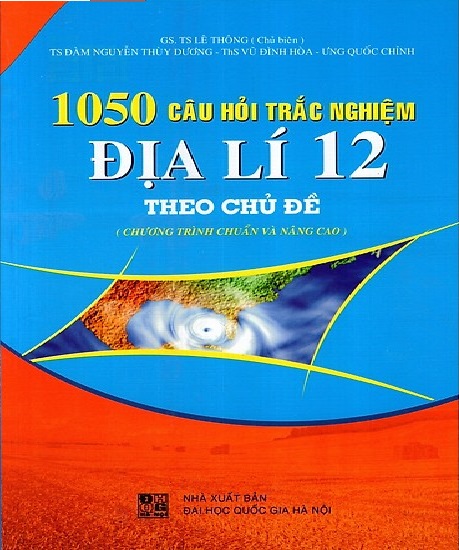 GS. TS LÊ THÔNG ( Chủ biên )
TS ĐÀM NGUYỄN THÙY DƯƠNG - ThS VŨ ĐÌNH HÒA - ƯNG QUỐC CHỈNH
1050 CÂU HỎI TRẮC NGHIỆM
ĐỊA LÍ 12
THEO CHỦ ĐỀ
( CHƯƠNG TRÌNH CHUẨN VÀ NÂNG CAO )
NHÀ XUẤT BẢN
ĐẠI HỌC QUỐC GIA HÀ NỘI